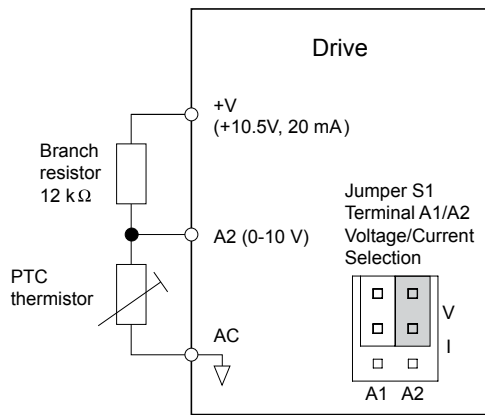 Drive
+V
(+10.5V, 20 mA)
Branch
resistor
12 kΩ
A2 (0-10 V)
PTC
thermistor
AC
Jumper S1
Terminal A1/A2
Voltage/Current
Selection
V
I
A1 A2